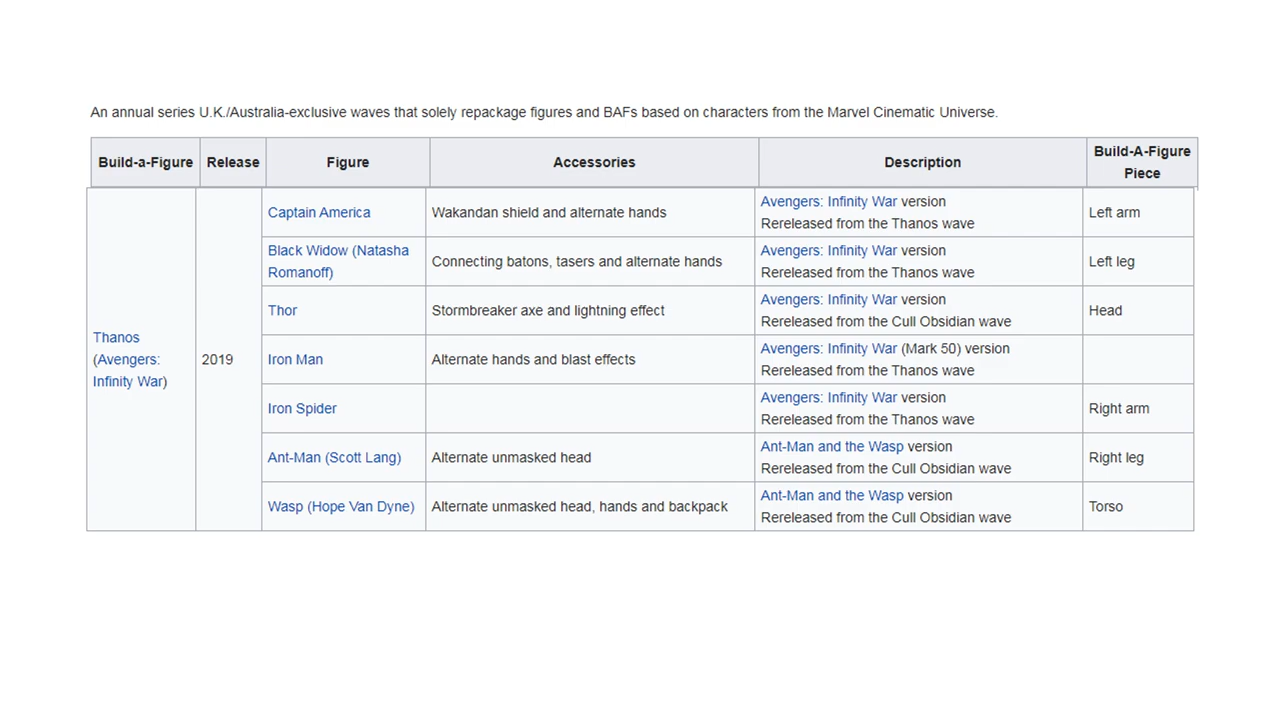 An annual series U.K./Australia-exclusive waves that solely repackage figures and BAFs based on characters from the Marvel Cinematic Universe.
Build-a-Figure Release Figure Accessories Description Build-A-Figure Piece
Thanos (Avengers: Infinity War) 2019
Captain America Wakandan shield and alternate hands Avengers: Infinity War version
Rereleased from the Thanos wave Left arm
Black Widow (Natasha Romanoff) Connecting batons, tasers and alternate hands Avengers: Infinity War version
Rereleased from the Thanos wave Left leg
Thor Stormbreaker axe and lightning effect Avengers: Infinity War version
Rereleased from the Cull Obsidian wave Head
Iron Man Alternate hands and blast effects Avengers: Infinity War (Mark 50) version
Rereleased from the Thanos wave
Iron Spider Avengers: Infinity War version
Rereleased from the Thanos wave Right arm
Ant-Man (Scott Lang) Alternate unmasked head Ant-Man and the Wasp version
Rereleased from the Cull Obsidian wave Right leg
Wasp (Hope Van Dyne) Alternate unmasked head, hands and backpack Ant-Man and the Wasp version
Rereleased from the Cull Obsidian wave Torso